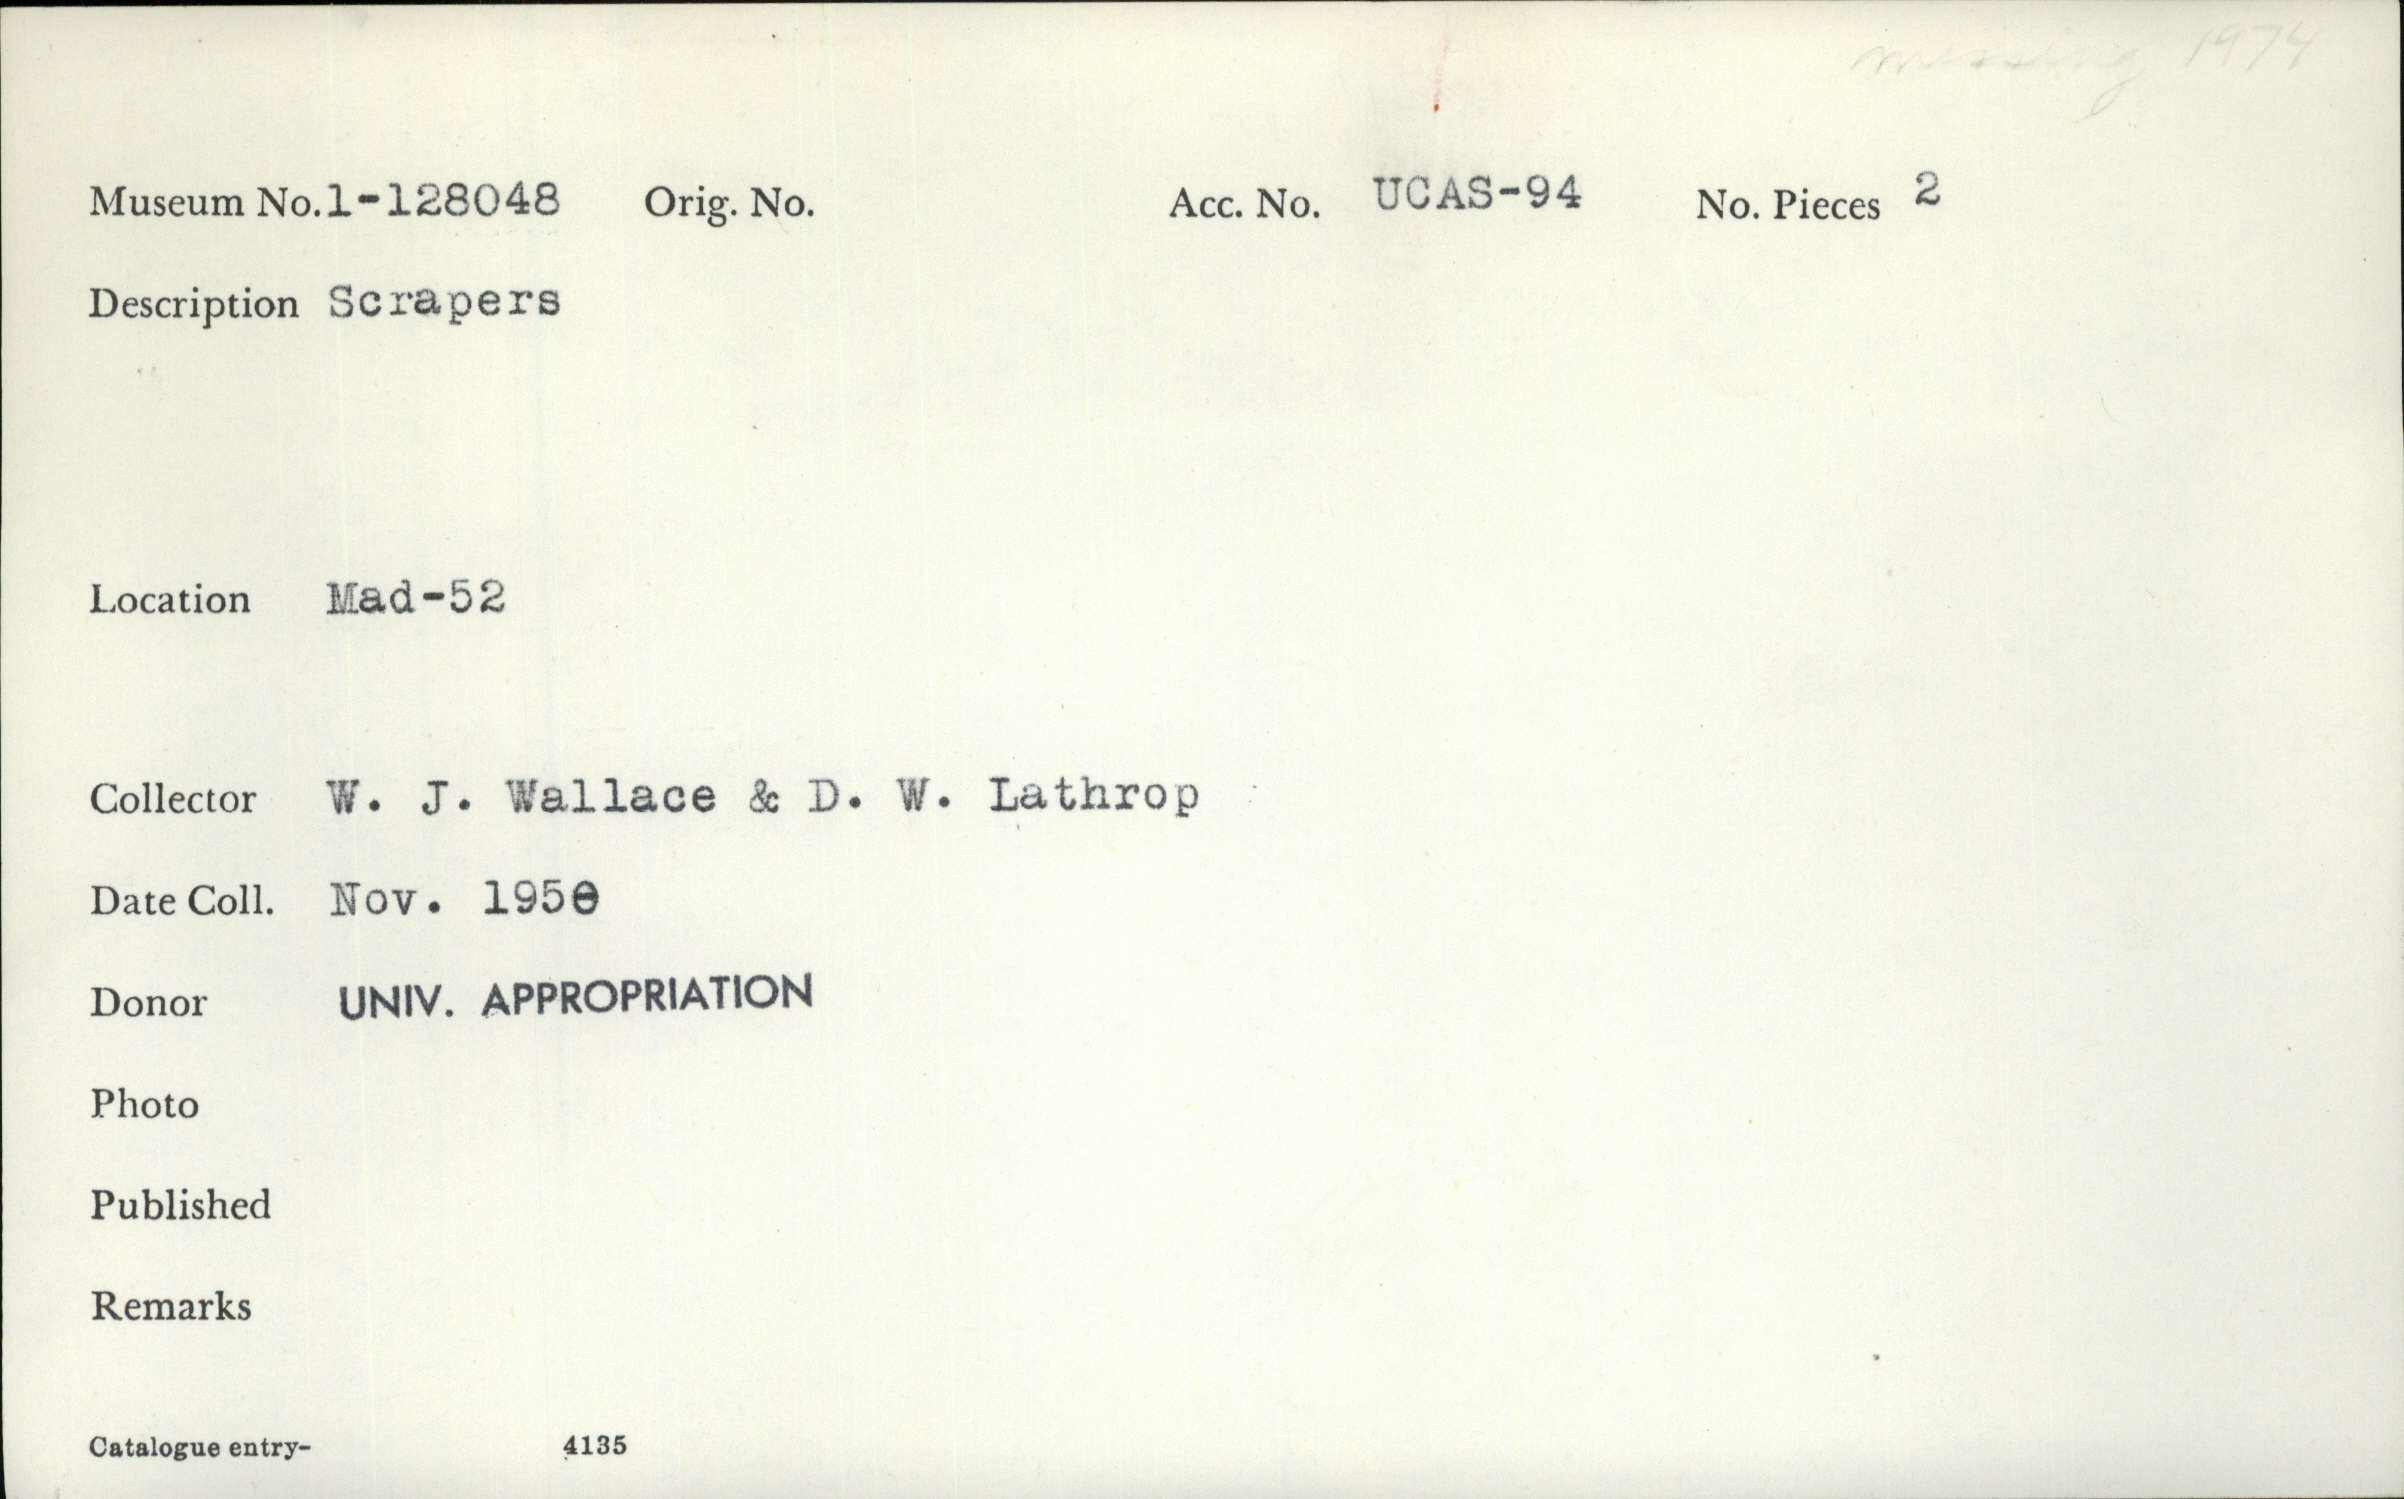 missing 1974
Museum No. 1-128048 Orig. No. Acc. No. UCAS-94 No. Pieces 2
Description Scrapers
Location Mad-52
Collector W. J. Wallace & D. W. Lathrop
Date Coll. Nov. 1950
Donor UNIV. APPROPRIATION
Photo
Published
Remarks
Catalogue entry- 4135